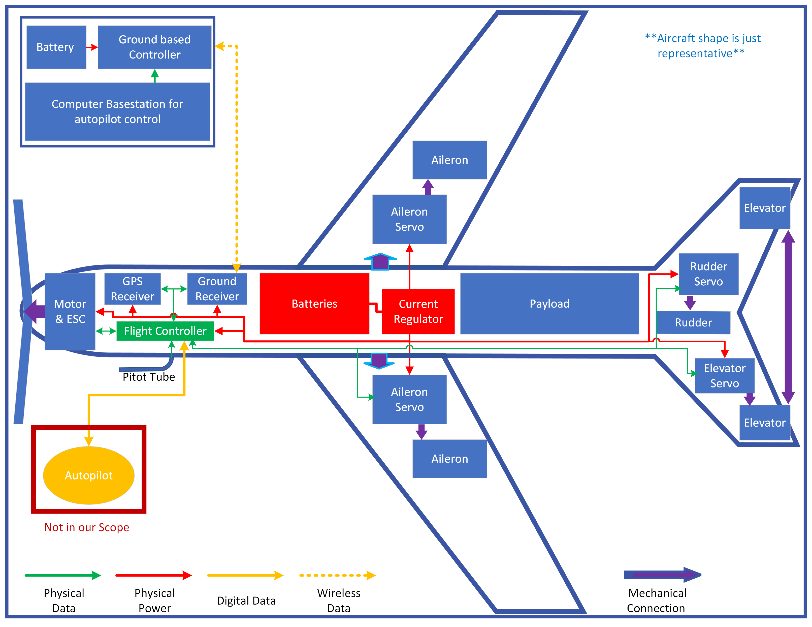 **Aircraft shape is just
representative**
Battery
Ground based
Controller
Computer Basestation for
autopilot control
Aileron
Aileron
Servo
Elevator
Rudder
Servo
GPS
Receiver
Ground
Receiver
Motor
& ESC
Batteries
Current
Regulator
Payload
Rudder
Flight Controller
Pitot Tube
Elevator
Servo
Aileron
Servo
Elevator
Aileron
Autopilot
Not in our Scope
Physical
Data
Physical
Power
Digital Data
Wireless
Data
Mechanical
Connection